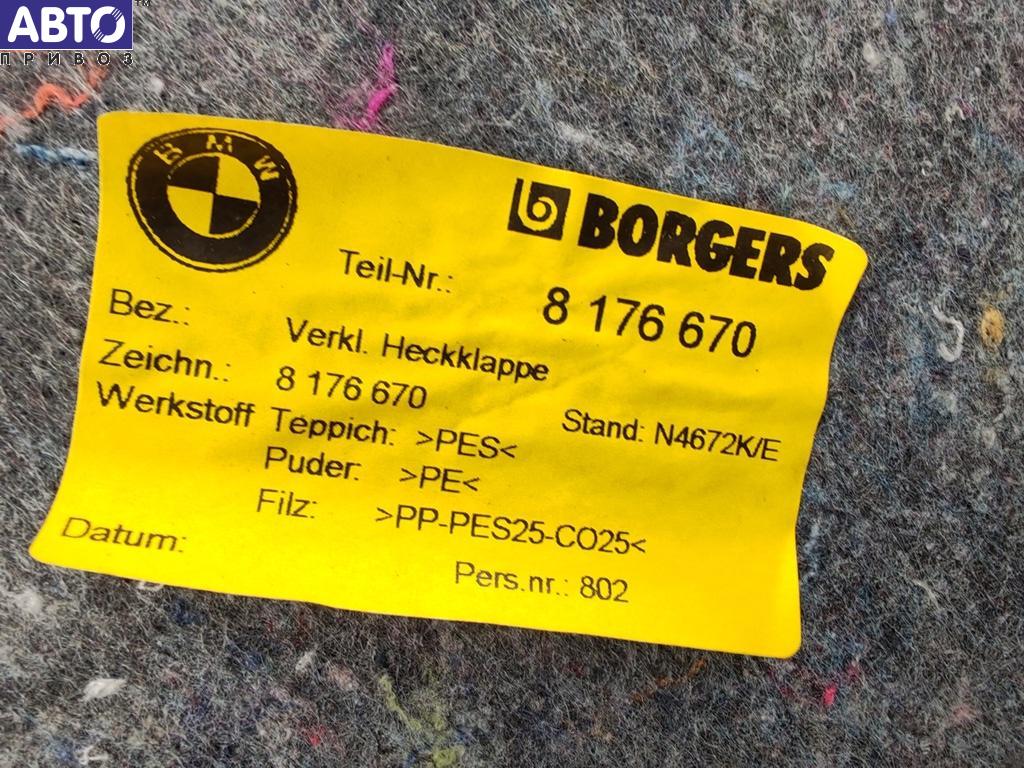 АВТО™
ПРИВОЗ
BMW
BORGERS
Teil-Nr.: 8 176 670
Bez.: Verkl. Heckklappe
Zeichn.: 8 176 670
Stand: N4672K/E
Werkstoff Teppich: >PES<
Puder: >PE<
Filz: >PP-PES25-CO25<
Datum:
Pers.nr.: 802